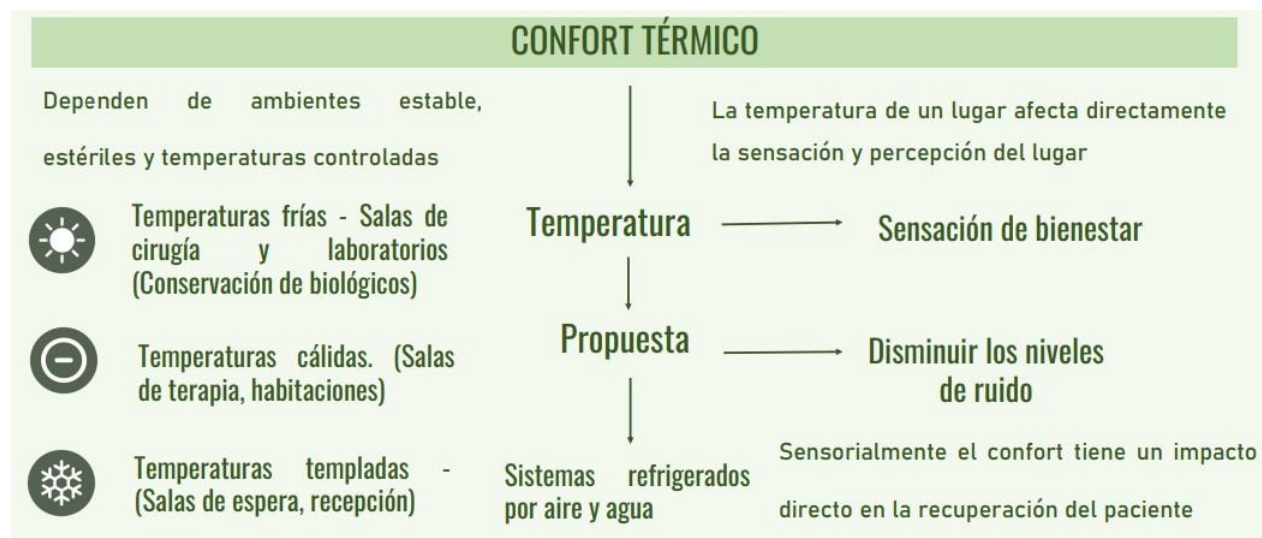 CONFORT TÉRMICO
Dependen de ambientes estable,
estériles y temperaturas controladas
Temperaturas frías - Salas de
cirugía y laboratorios
(Conservación de biológicos)
Temperaturas cálidas. (Salas
de terapia, habitaciones)
Temperaturas templadas -
(Salas de espera, recepción)
Temperatura
Propuesta
Sistemas refrigerados
por aire y agua
La temperatura de un lugar afecta directamente
la sensación y percepción del lugar
Sensación de bienestar
Disminuir los niveles
de ruido
Sensorialmente el confort tiene un impacto
directo en la recuperación del paciente